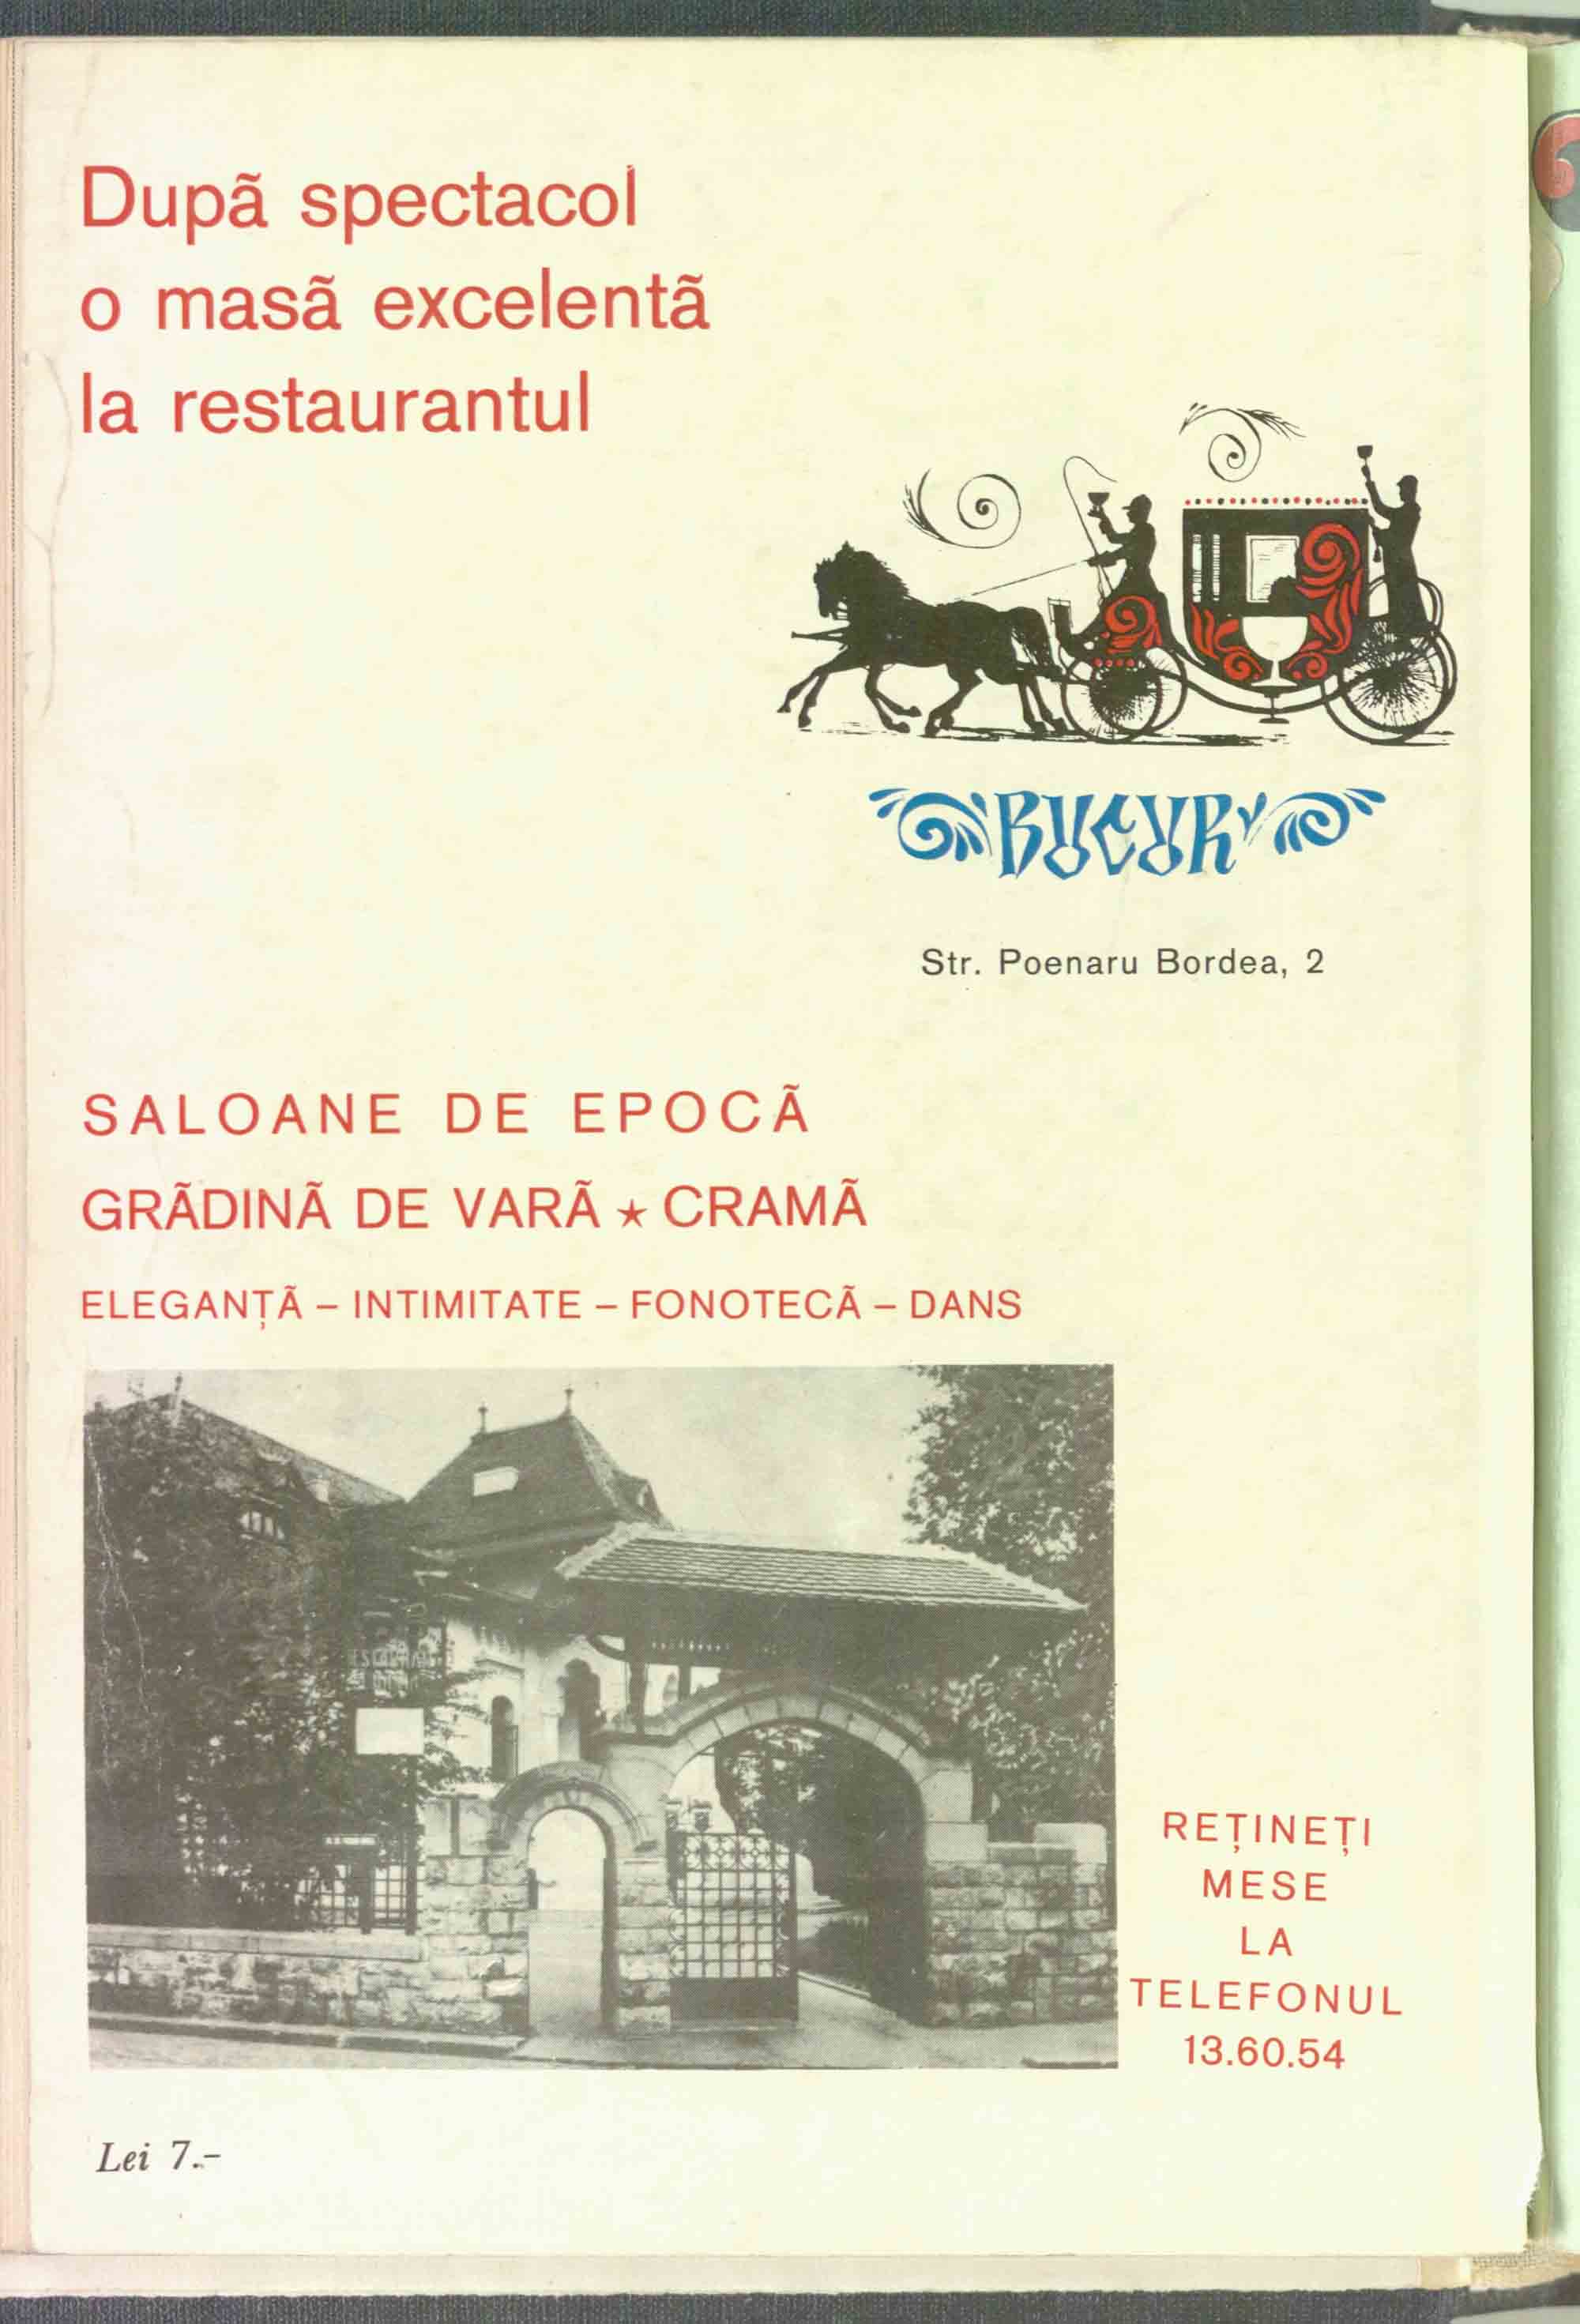 După spectacol
o masă excelentă
la restaurantul
BUCUR
Str. Poenaru Bordea, 2
SALOANE DE EPOCĂ
GRĂDINĂ DE VARĂ ★ CRAMĂ
ELEGANȚĂ – INTIMITATE – FONOTECĂ – DANS
REȚINEȚI
MESE
LA
TELEFONUL
13.60.54
Lei 7.–